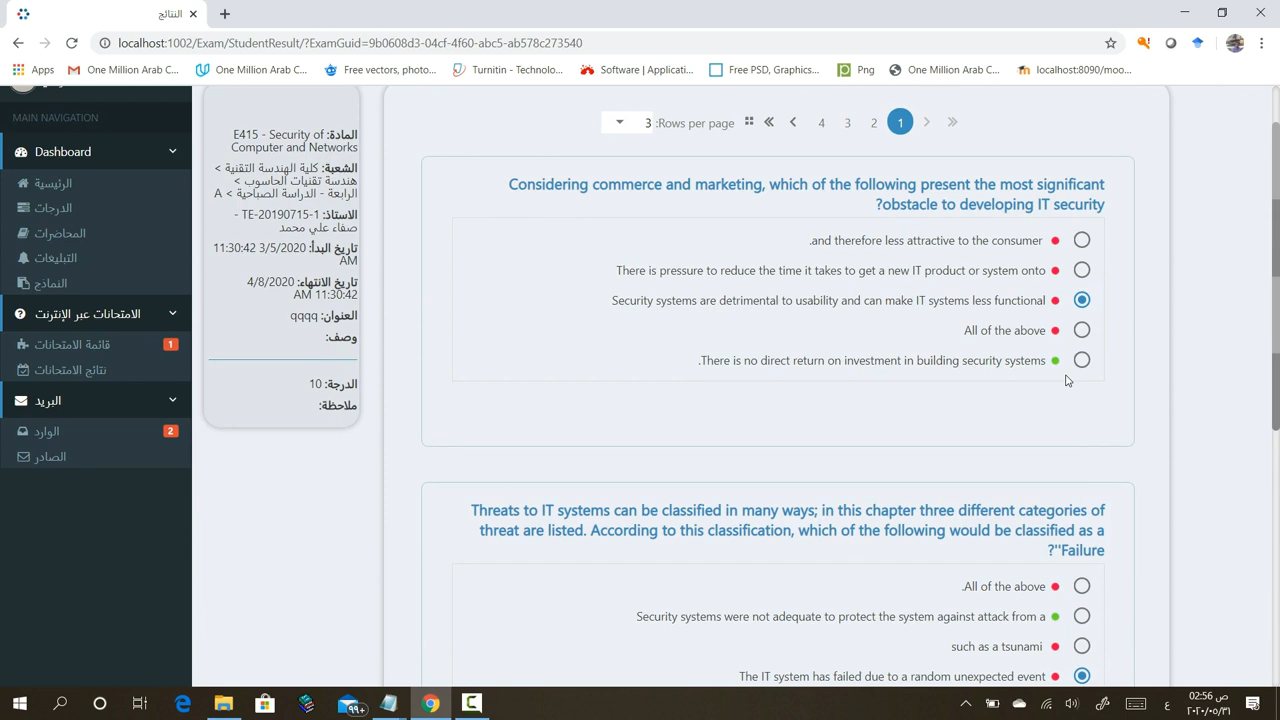 النتائج
localhost:1002/Exam/StudentResult/?ExamGuid=9b0608d3-04cf-4f60-abc5-ab578c273540
Apps
One Million Arab C...
One Million Arab C...
Free vectors, photo...
Turnitin - Technolo...
Software | Applicati...
Free PSD, Graphics...
Png
One Million Arab C...
localhost:8090/moo...
MAIN NAVIGATION
Dashboard
الرئيسية
الدرجات
المحاضرات
التبليغات
النماذج
الامتحانات عبر الإنترنت
قائمة الامتحانات 1
نتائج الامتحانات
البريد
الوارد 2
الصادر
المادة: E415 - Security of
Computer and Networks
الشعبة: كلية الهندسة التقنية >
هندسة تقنيات الحاسوب >
الرابعة - الدراسة الصباحية > A
الاستاذ: TE-20190715-1 -
صفاء علي محمد
تاريخ البدأ: 3/5/2020 11:30:42
AM
تاريخ الانتهاء: 4/8/2020
11:30:42 AM
العنوان: qqqq
وصف:
الدرجة: 10
ملاحظة:
3 :Rows per page
4 3 2 1
Considering commerce and marketing, which of the following present the most significant
?obstacle to developing IT security
.and therefore less attractive to the consumer
There is pressure to reduce the time it takes to get a new IT product or system onto
Security systems are detrimental to usability and can make IT systems less functional
All of the above
.There is no direct return on investment in building security systems
Threats to IT systems can be classified in many ways; in this chapter three different categories of
threat are listed. According to this classification, which of the following would be classified as a
?''Failure
.All of the above
Security systems were not adequate to protect the system against attack from a
such as a tsunami
The IT system has failed due to a random unexpected event
99+
ع
02:56 ص
٢٠٢٠/٠٥/٣١